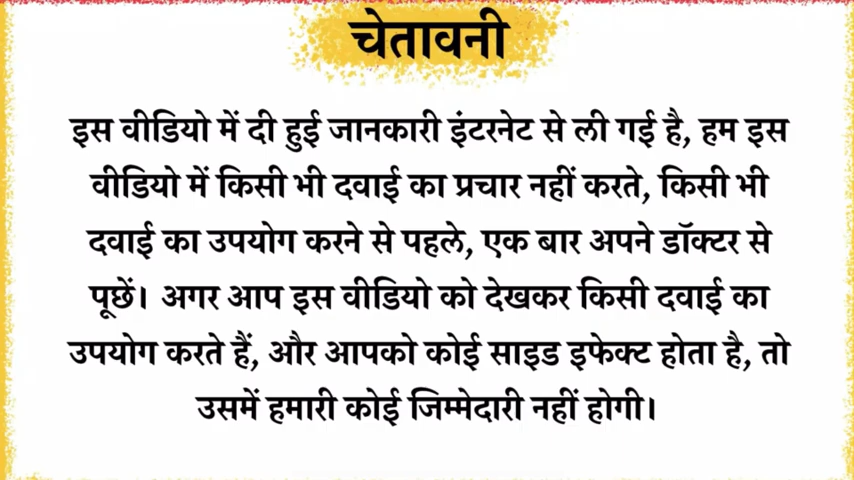 चेतावनी
इस वीडियो में दी हुई जानकारी इंटरनेट से ली गई है, हम इस
वीडियो में किसी भी दवाई का प्रचार नहीं करते, किसी भी
दवाई का उपयोग करने से पहले, एक बार अपने डॉक्टर से
पूछें। अगर आप इस वीडियो को देखकर किसी दवाई का
उपयोग करते हैं, और आपको कोई साइड इफेक्ट होता है, तो
उसमें हमारी कोई जिम्मेदारी नहीं होगी।